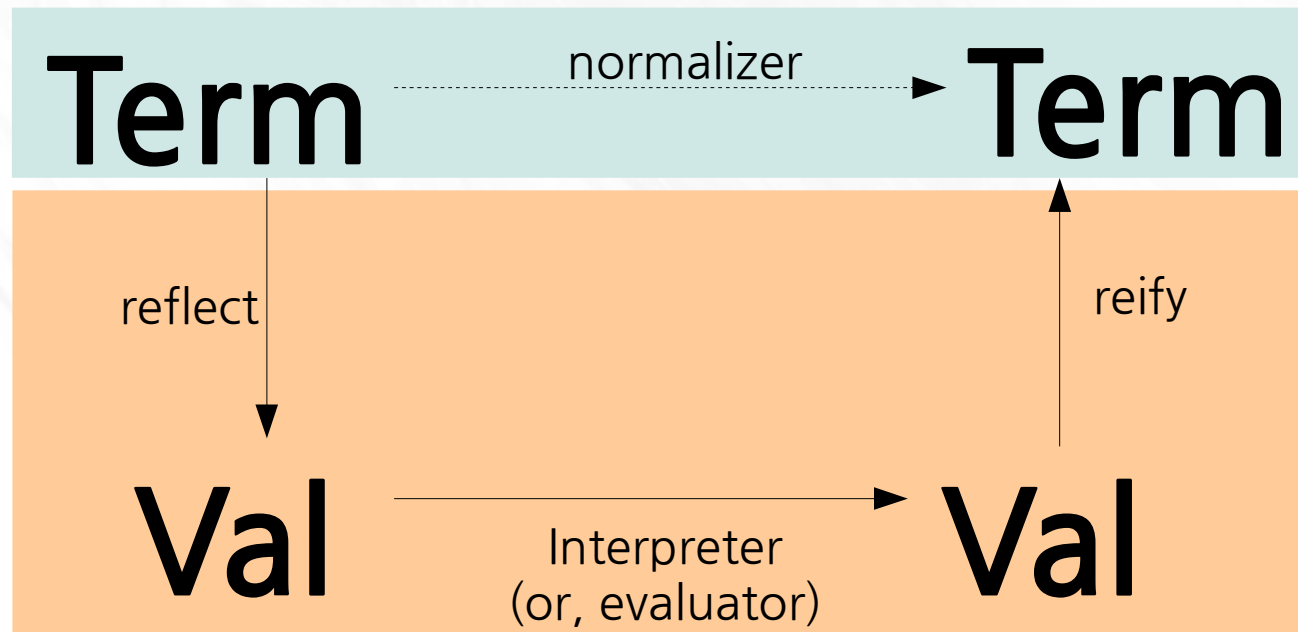 Term
normalizer
Term
reflect
reify
Val
Interpreter
(or, evaluator)
Val